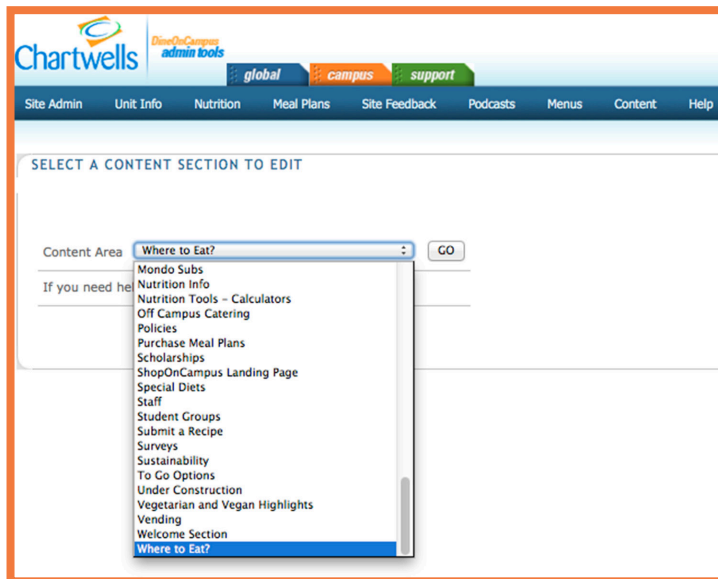 Chartwells
DineOnCampus
admin tools
global campus support
Site Admin Unit Info Nutrition Meal Plans Site Feedback Podcasts Menus Content Help
SELECT A CONTENT SECTION TO EDIT
Content Area Where to Eat? GO
Mondo Subs
If you need hel
Nutrition Info
Nutrition Tools – Calculators
Off Campus Catering
Policies
Purchase Meal Plans
Scholarships
ShopOnCampus Landing Page
Special Diets
Staff
Student Groups
Submit a Recipe
Surveys
Sustainability
To Go Options
Under Construction
Vegetarian and Vegan Highlights
Vending
Welcome Section
Where to Eat?